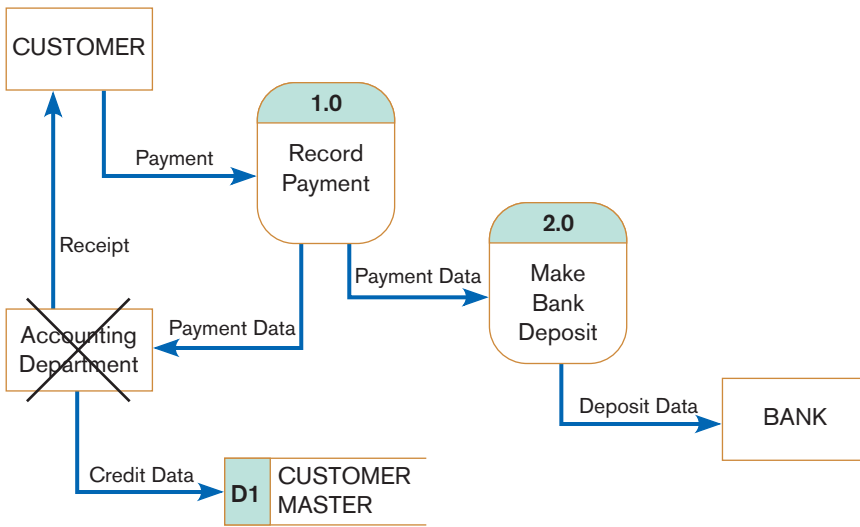 CUSTOMER
1.0
Record
Payment
Payment
Receipt
2.0
Make
Bank
Deposit
Payment Data
Payment Data
Accounting
Department
Deposit Data
BANK
Credit Data
D1
CUSTOMER
MASTER